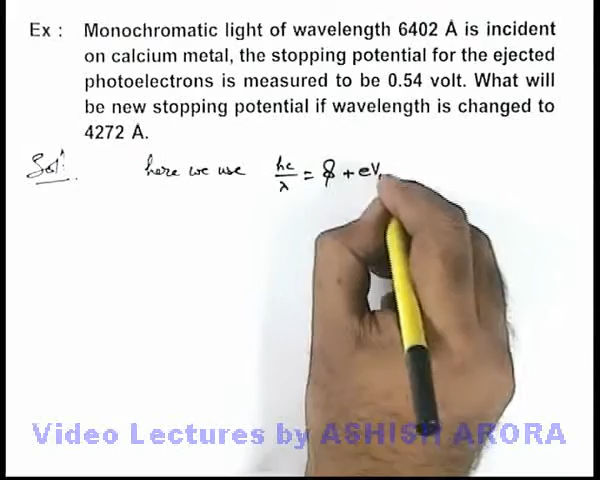 Ex : Monochromatic light of wavelength 6402 A is incident
on calcium metal, the stopping potential for the ejected
photoelectrons is measured to be 0.54 volt. What will
be new stopping potential if wavelength is changed to
4272 A.
Solⁿ. here we use hc/λ = φ + eV
Video Lectures by ASHISH ARORA